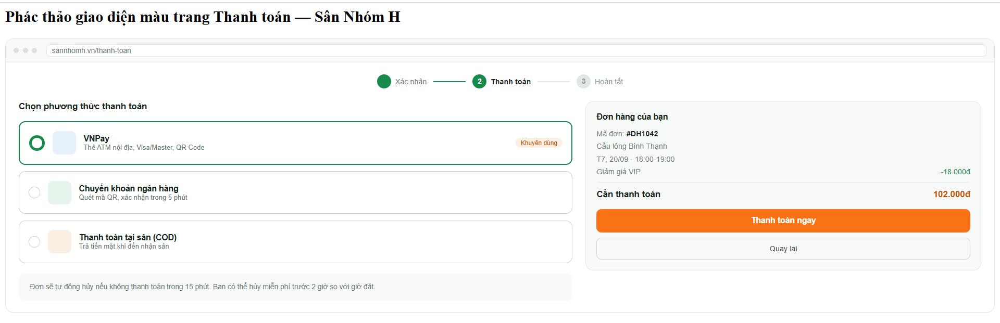 Phác thảo giao diện màu trang Thanh toán — Sân Nhóm H
sannhomh.vn/thanh-toan
Xác nhận
2 Thanh toán
3 Hoàn tất
Chọn phương thức thanh toán
VNPay
Thẻ ATM nội địa, Visa/Master, QR Code
Khuyên dùng
Chuyển khoản ngân hàng
Quét mã QR, xác nhận trong 5 phút
Thanh toán tại sân (COD)
Trả tiền mặt khi đến nhận sân
Đơn sẽ tự động hủy nếu không thanh toán trong 15 phút. Bạn có thể hủy miễn phí trước 2 giờ so với giờ đặt.
Đơn hàng của bạn
Mã đơn: #DH1042
Cầu lông Bình Thạnh
T7, 20/09 · 18:00-19:00
Giảm giá VIP -18.000đ
Cần thanh toán 102.000đ
Thanh toán ngay
Quay lại